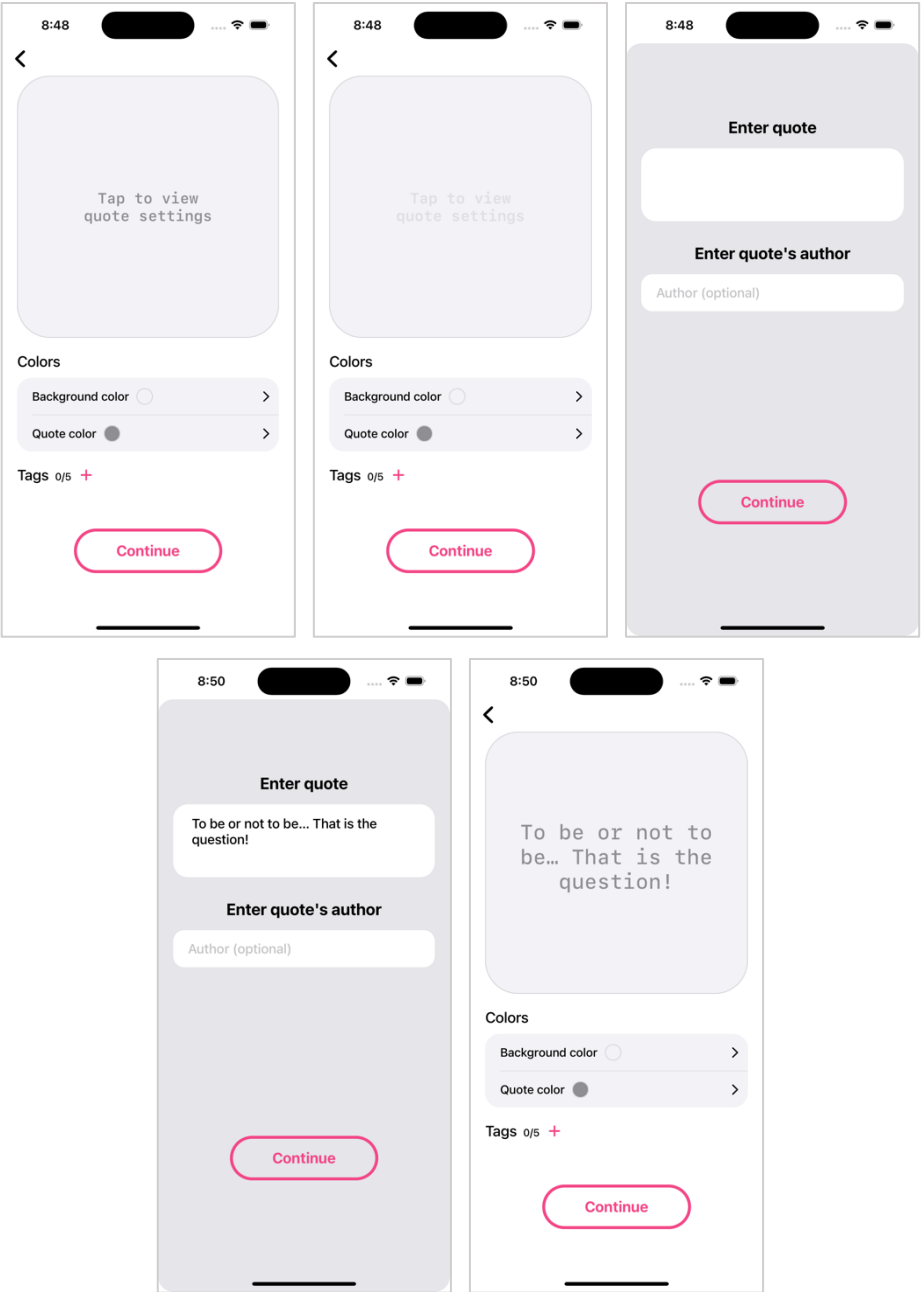 8:48
Tap to view
quote settings
Colors
Background color
Quote color
Tags 0/5 +
Continue
8:48
Tap to view
quote settings
Colors
Background color
Quote color
Tags 0/5 +
Continue
8:48
Enter quote
Enter quote's author
Author (optional)
Continue
8:50
Enter quote
To be or not to be... That is the
question!
Enter quote's author
Author (optional)
Continue
8:50
To be or not to
be… That is the
question!
Colors
Background color
Quote color
Tags 0/5 +
Continue